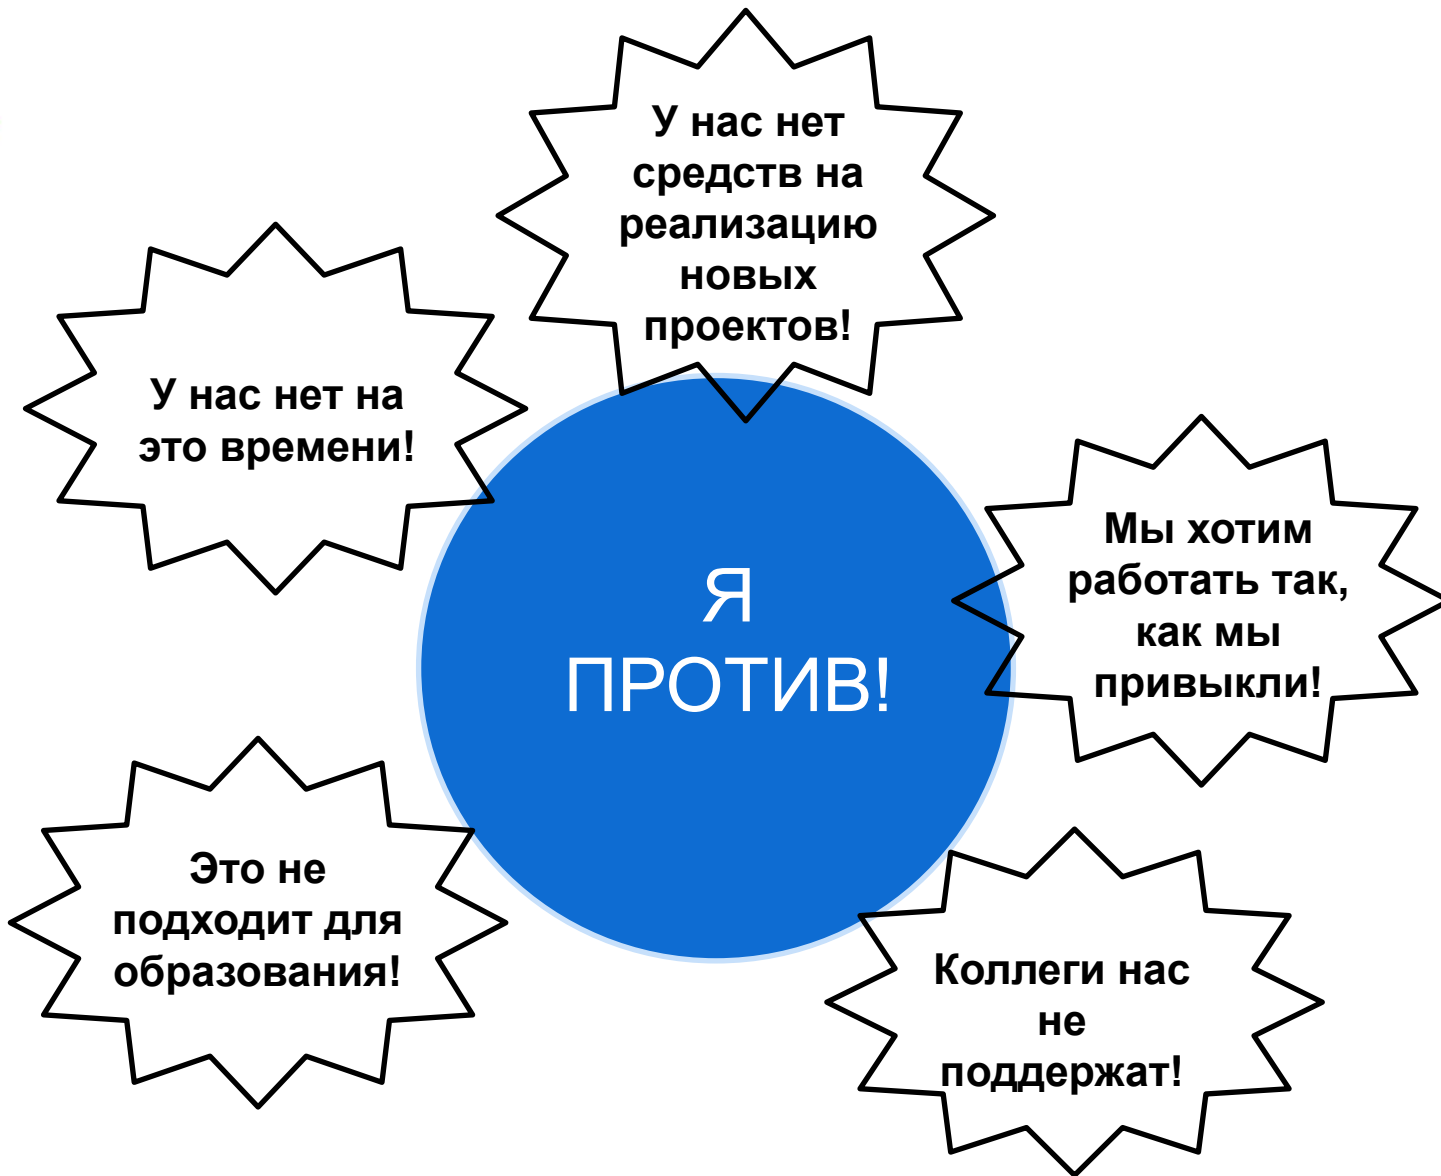 У нас нет
средств на
реализацию
новых
проектов!
У нас нет на
это времени!
Я
ПРОТИВ!
Мы хотим
работать так,
как мы
привыкли!
Это не
подходит для
образования!
Коллеги нас
не
поддержат!